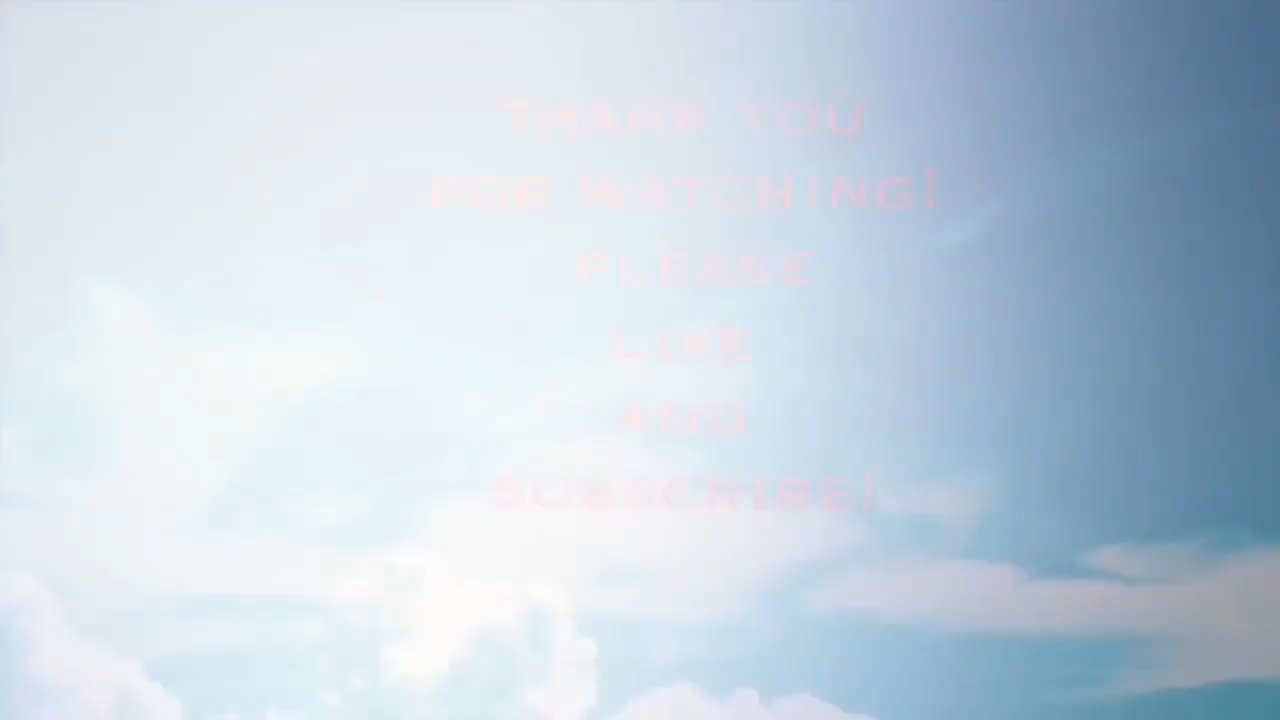 THANK YOU
FOR WATCHING!
PLEASE
LIKE
AND
SUBSCRIBE!